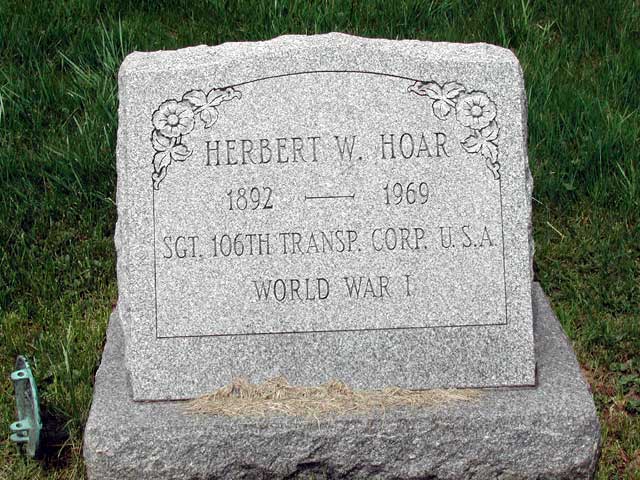 HERBERT W. HOAR
1892 — 1969
SGT. 106TH TRANSP. CORP. U.S.A.
WORLD WAR I